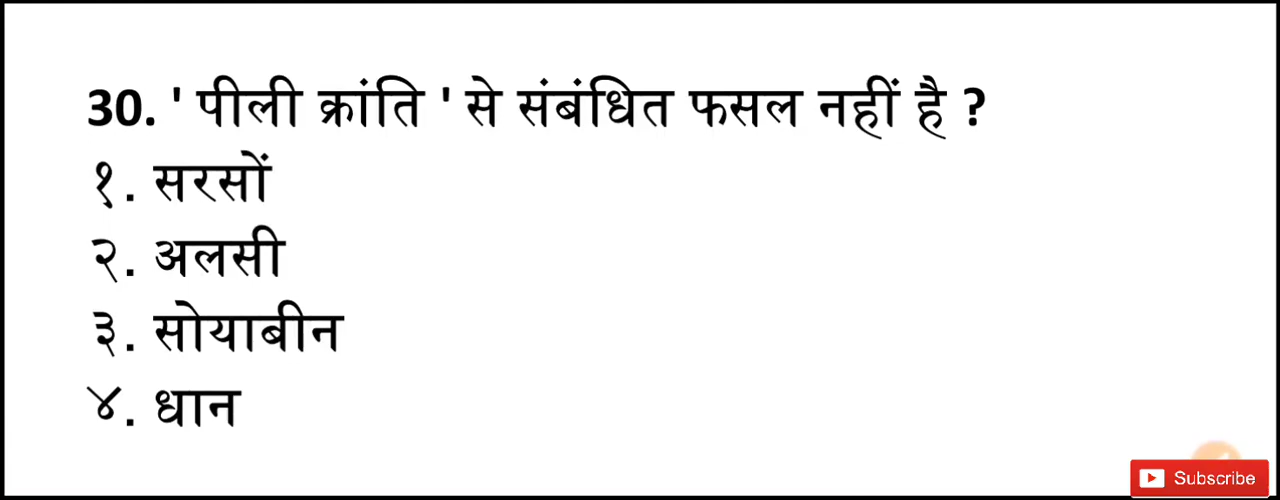 30. ' पीली क्रांति ' से संबंधित फसल नहीं है ?
१. सरसों
२. अलसी
३. सोयाबीन
४. धान
Subscribe